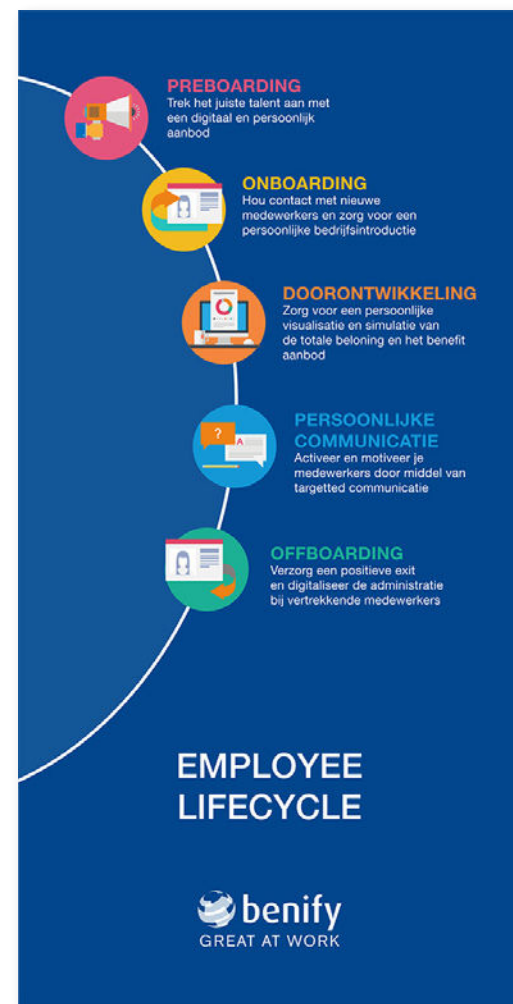 PREBOARDING
Trek het juiste talent aan met
een digitaal en persoonlijk
aanbod
ONBOARDING
Hou contact met nieuwe
medewerkers en zorg voor een
persoonlijke bedrijfsintroductie
DOORONTWIKKELING
Zorg voor een persoonlijke
visualisatie en simulatie van
de totale beloning en het benefit
aanbod
?
A
PERSOONLIJKE
COMMUNICATIE
Activeer en motiveer je
medewerkers door middel van
targetted communicatie
OFFBOARDING
Verzorg een positieve exit
en digitaliseer de administratie
bij vertrekkende medewerkers
EMPLOYEE
LIFECYCLE
benify
GREAT AT WORK